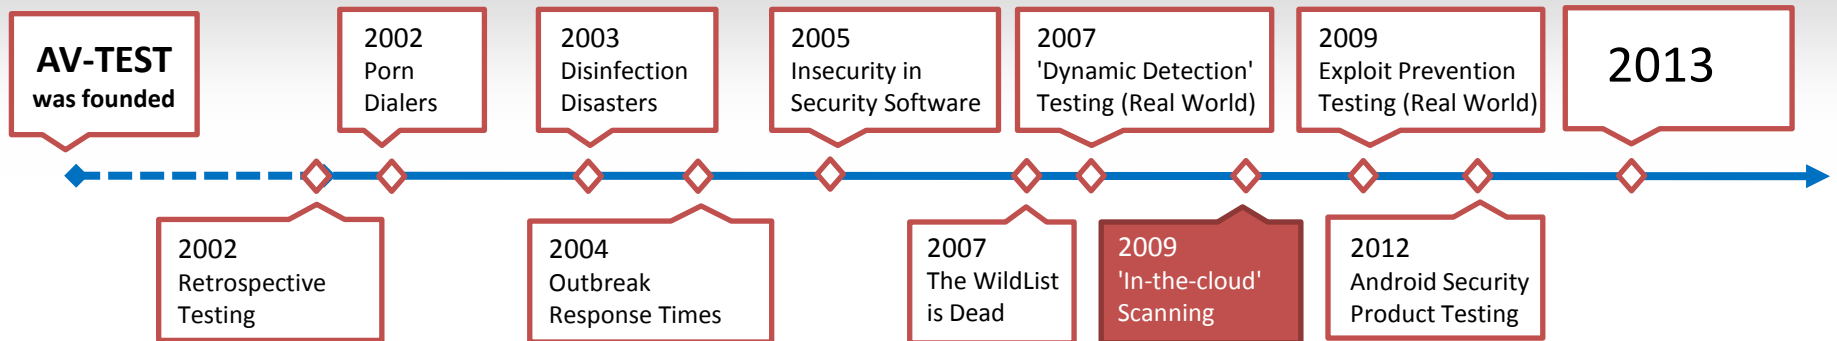 AV-TEST
was founded
2002
Porn
Dialers
2003
Disinfection
Disasters
2005
Insecurity in
Security Software
2007
'Dynamic Detection'
Testing (Real World)
2009
Exploit Prevention
Testing (Real World)
2013
2002
Retrospective
Testing
2004
Outbreak
Response Times
2007
The WildList
is Dead
2009
'In-the-cloud'
Scanning
2012
Android Security
Product Testing